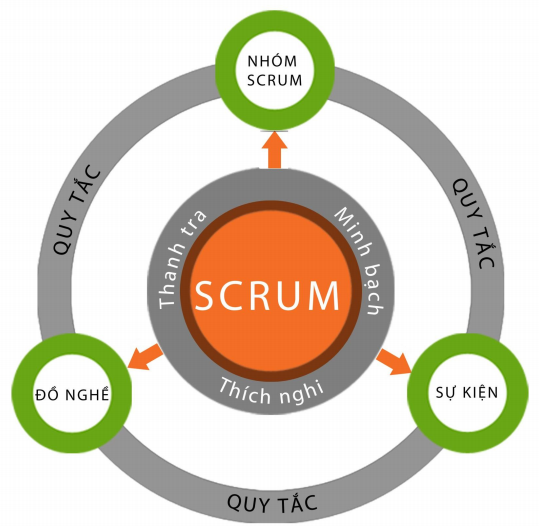 NHÓM
SCRUM
QUY TẮC
QUY TẮC
Thanh tra
Minh bạch
SCRUM
Thích nghi
ĐỒ NGHỀ
SỰ KIỆN
QUY TẮC